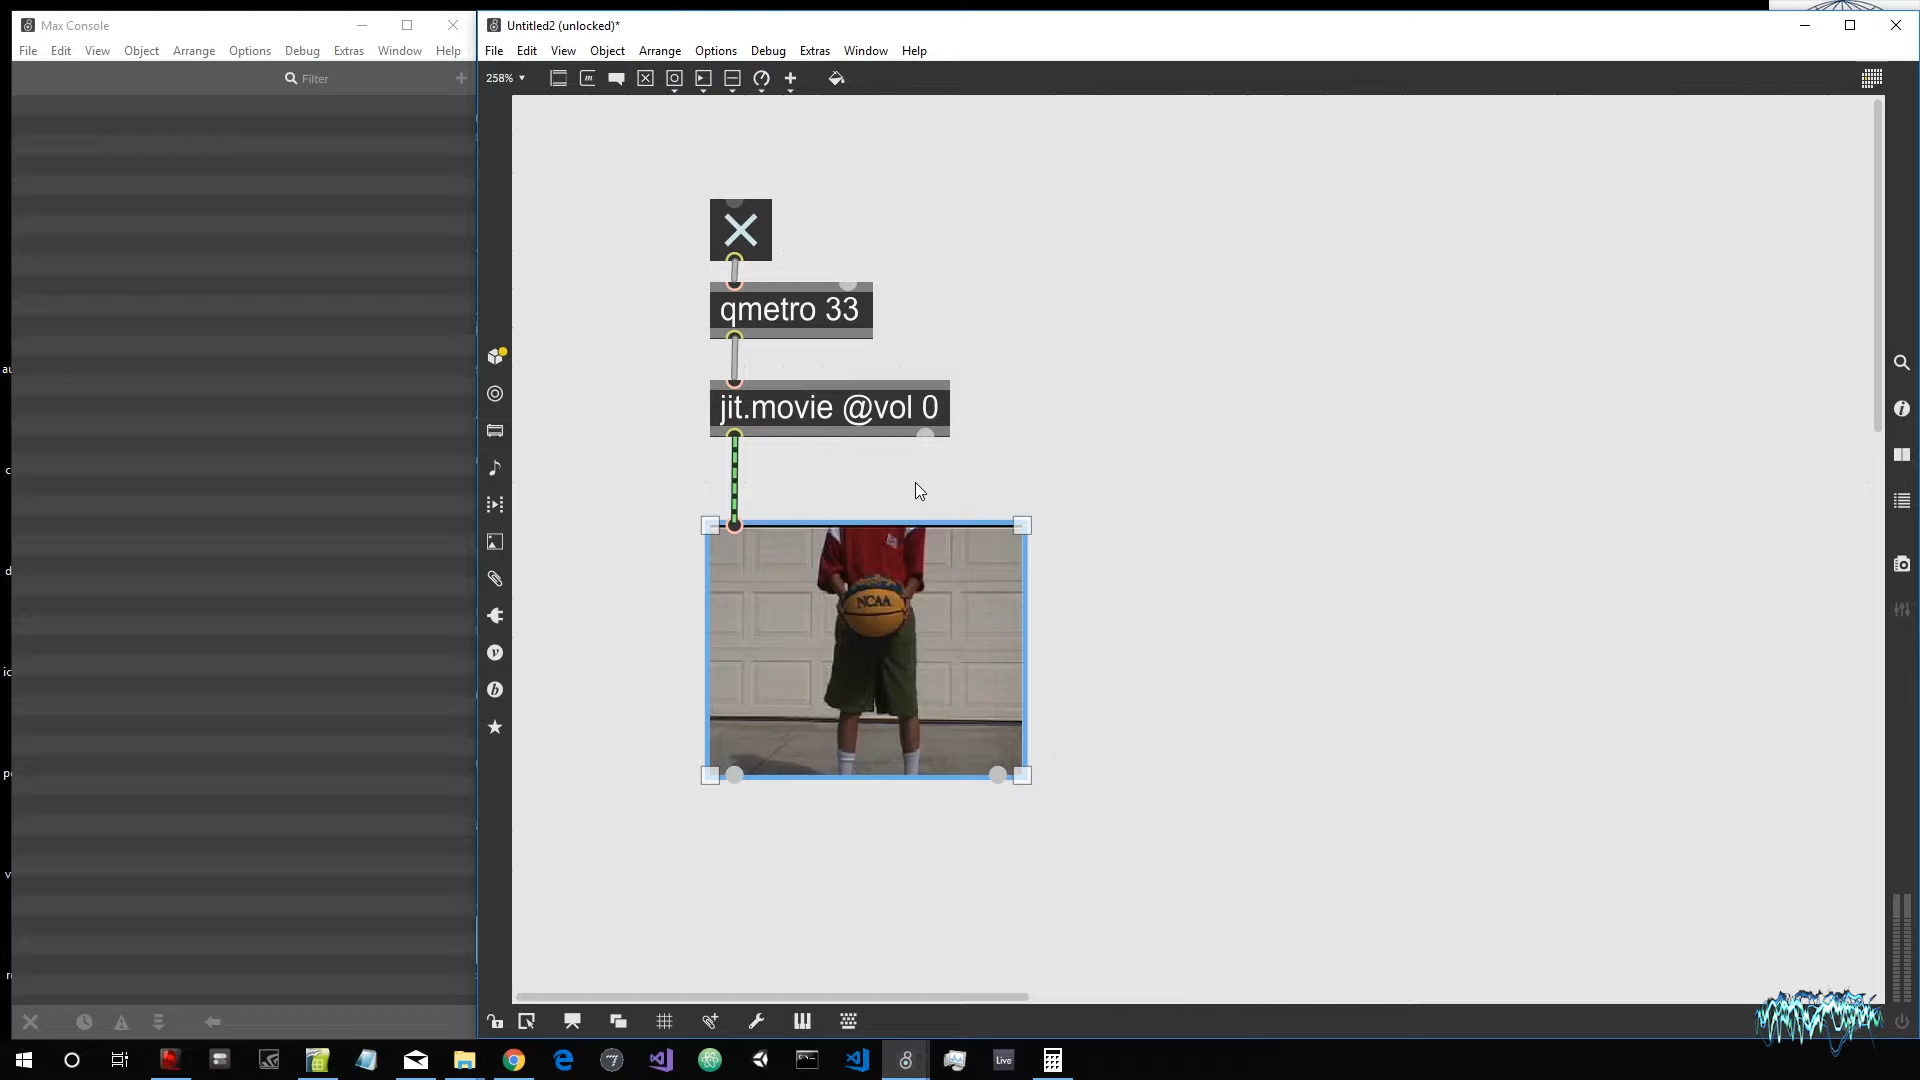 Max Console
File Edit View Object Arrange Options Debug Extras Window Help
Filter
Untitled2 (unlocked)*
File Edit View Object Arrange Options Debug Extras Window Help
258%
qmetro 33
jit.movie @vol 0
NCAA
Live